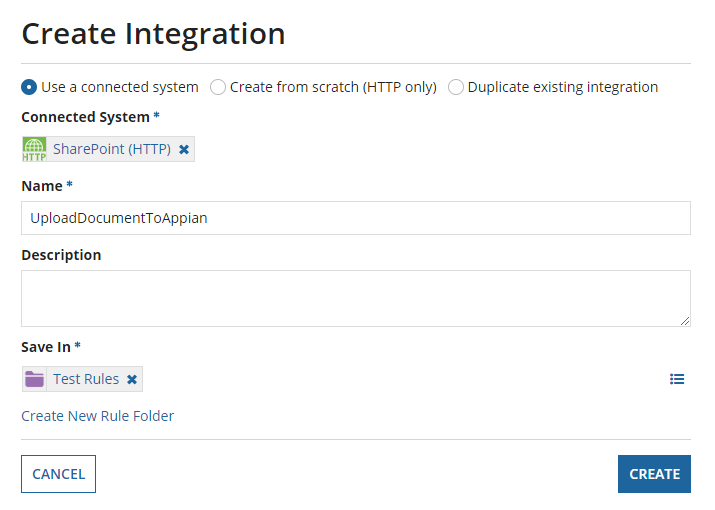 Create Integration
Use a connected system Create from scratch (HTTP only) Duplicate existing integration
Connected System *
HTTP SharePoint (HTTP)
Name *
UploadDocumentToAppian
Description
Save In *
Test Rules
Create New Rule Folder
CANCEL CREATE